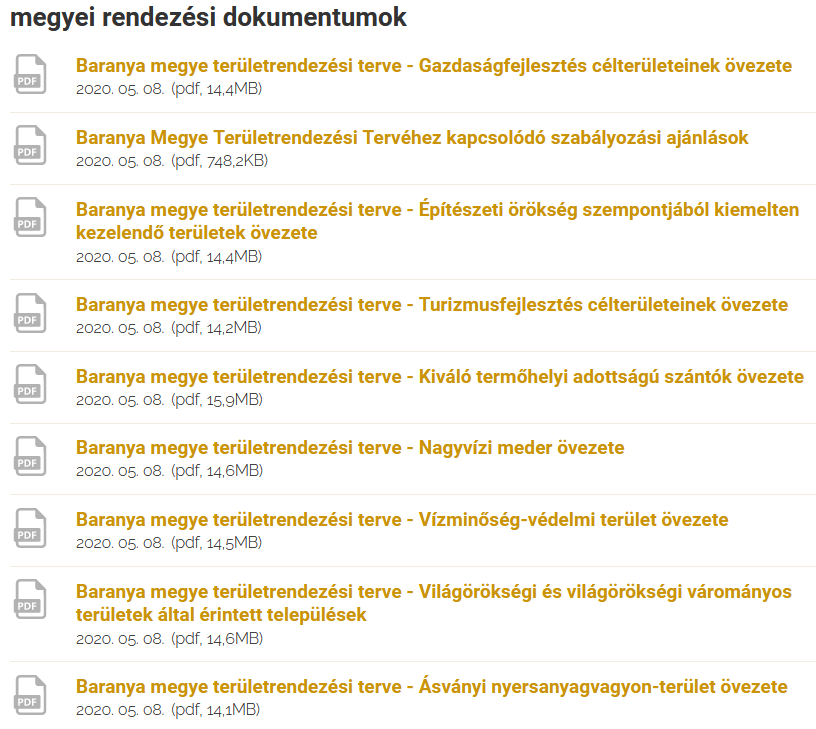 megyei rendezési dokumentumok
PDF
Baranya megye területrendezési terve - Gazdaságfejlesztés célterületeinek övezete
2020. 05. 08. (pdf, 14,4MB)
PDF
Baranya Megye Területrendezési Tervéhez kapcsolódó szabályozási ajánlások
2020. 05. 08. (pdf, 748,2KB)
PDF
Baranya megye területrendezési terve - Építészeti örökség szempontjából kiemelten
kezelendő területek övezete
2020. 05. 08. (pdf, 14,4MB)
PDF
Baranya megye területrendezési terve - Turizmusfejlesztés célterületeinek övezete
2020. 05. 08. (pdf, 14,2MB)
PDF
Baranya megye területrendezési terve - Kiváló termőhelyi adottságú szántók övezete
2020. 05. 08. (pdf, 15,9MB)
PDF
Baranya megye területrendezési terve - Nagyvízi meder övezete
2020. 05. 08. (pdf, 14,6MB)
PDF
Baranya megye területrendezési terve - Vízminőség-védelmi terület övezete
2020. 05. 08. (pdf, 14,5MB)
PDF
Baranya megye területrendezési terve - Világörökségi és világörökségi várományos
területek által érintett települések
2020. 05. 08. (pdf, 14,6MB)
PDF
Baranya megye területrendezési terve - Ásványi nyersanyagvagyon-terület övezete
2020. 05. 08. (pdf, 14,1MB)